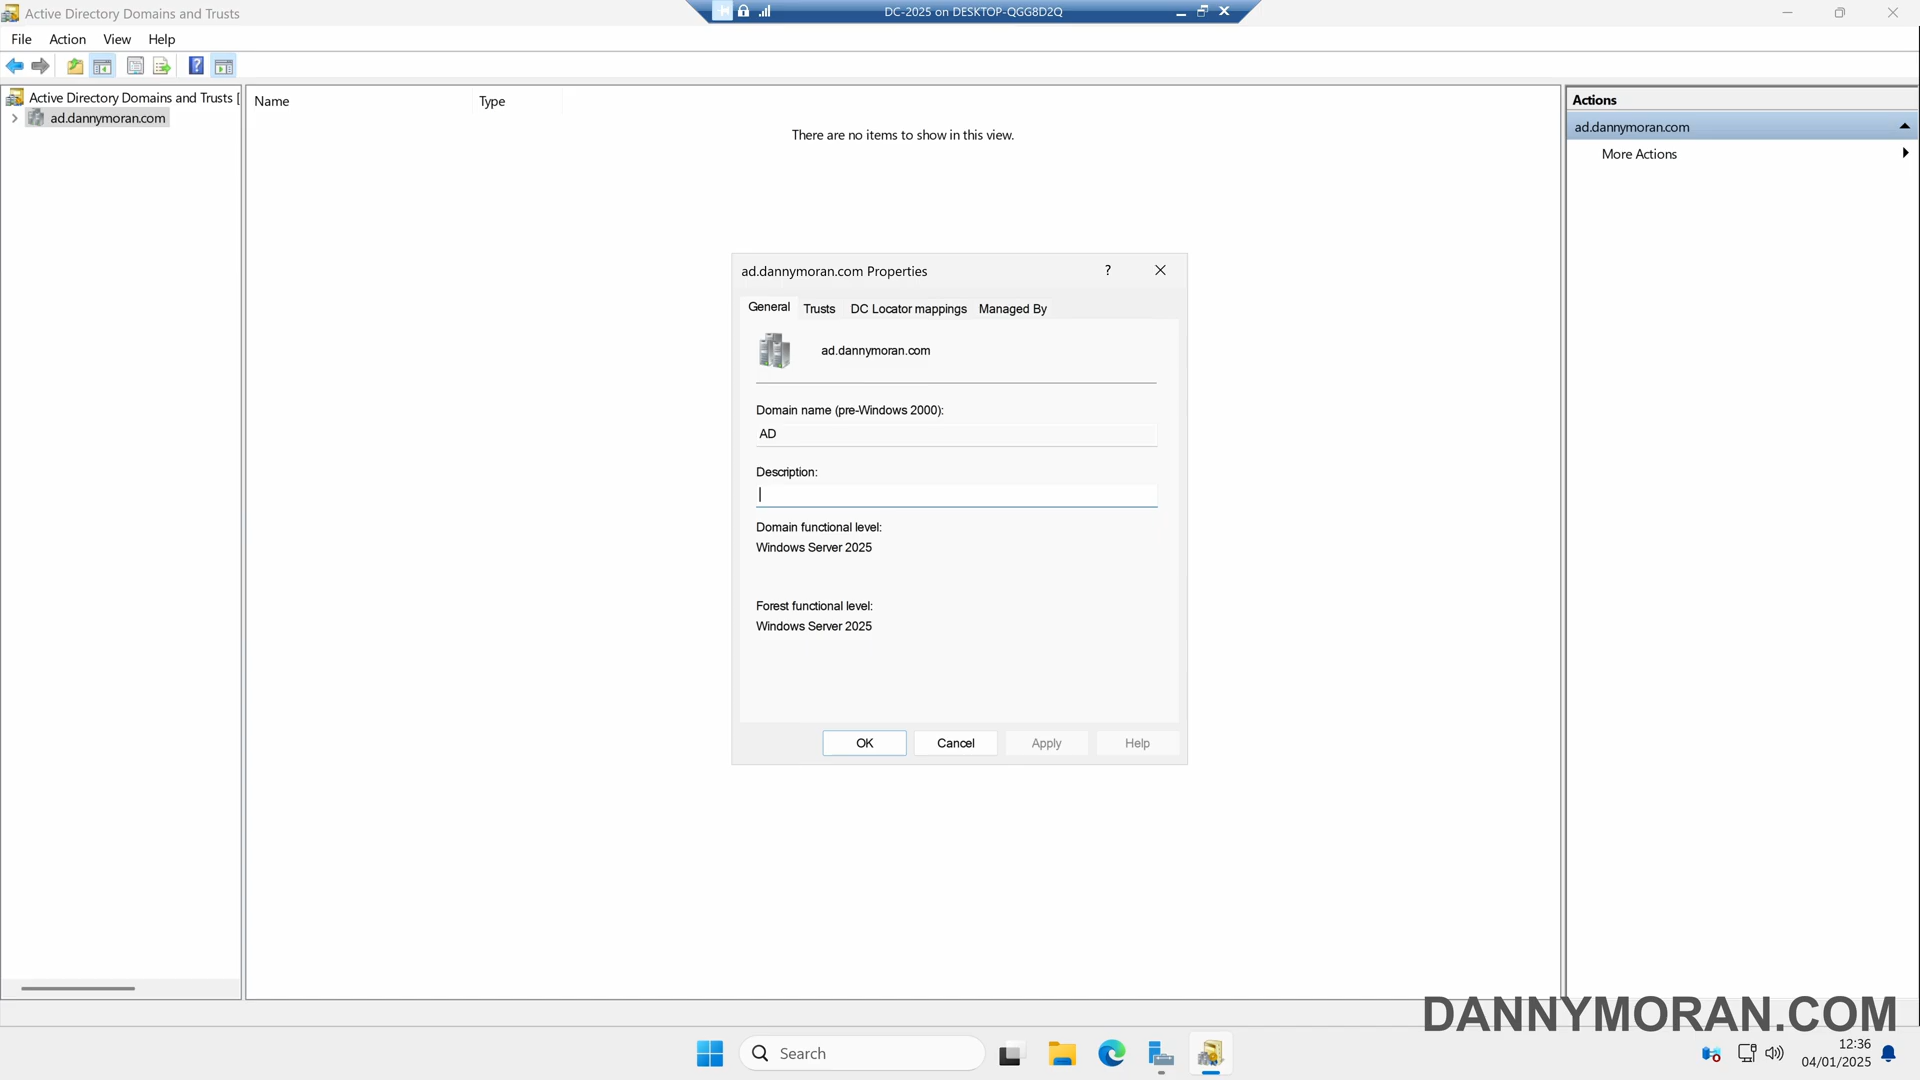 Active Directory Domains and Trusts
DC-2025 on DESKTOP-QGG8D2Q
File Action View Help
Active Directory Domains and Trusts [
ad.dannymoran.com
Name Type
There are no items to show in this view.
Actions
ad.dannymoran.com
More Actions
ad.dannymoran.com Properties
?
General Trusts DC Locator mappings Managed By
ad.dannymoran.com
Domain name (pre-Windows 2000):
AD
Description:
Domain functional level:
Windows Server 2025
Forest functional level:
Windows Server 2025
OK Cancel Apply Help
DANNYMORAN.COM
Search
12:36
04/01/2025